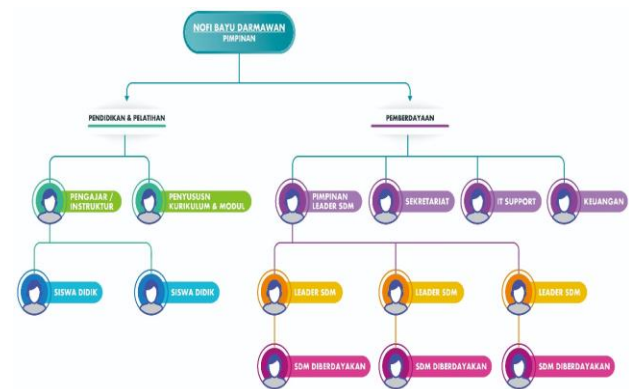 NOFI BAYU DARMAWAN
PIMPINAN
PENDIDIKAN & PELATIHAN
PEMBERDAYAAN
PENGAJAR /
INSTRUKTUR
PENYUSUSN
KURIKULUM & MODUL
PIMPINAN
LEADER SDM
SEKRETARIAT
IT SUPPORT
KEUANGAN
SISWA DIDIK
SISWA DIDIK
LEADER SDM
LEADER SDM
LEADER SDM
SDM DIBERDAYAKAN
SDM DIBERDAYAKAN
SDM DIBERDAYAKAN